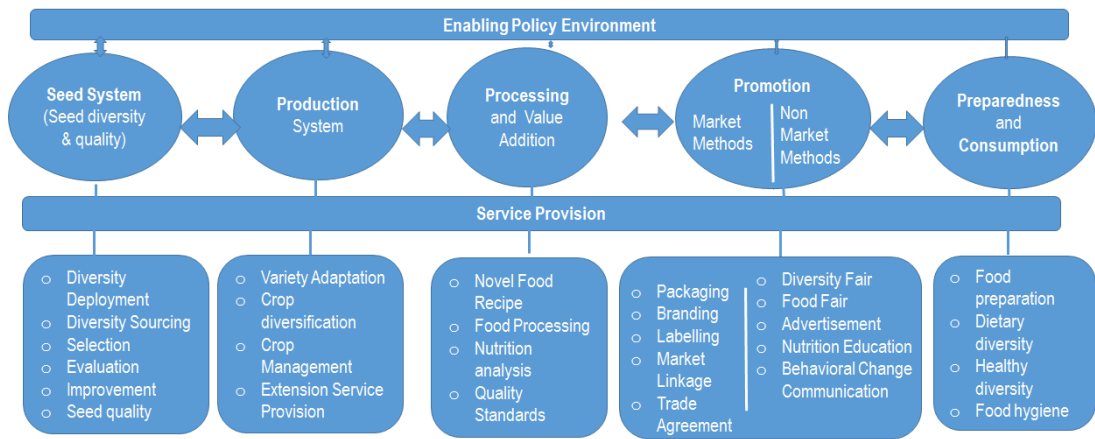 Enabling Policy Environment
Seed System
(Seed diversity
& quality)
Production
System
Processing
and Value
Addition
Promotion
Market
Methods
Non
Market
Methods
Preparedness
and
Consumption
Service Provision
o Diversity
Deployment
o Diversity Sourcing
o Selection
o Evaluation
o Improvement
o Seed quality
o Variety Adaptation
o Crop
diversification
o Crop
Management
o Extension Service
Provision
o Novel Food
Recipe
o Food Processing
o Nutrition
analysis
o Quality
Standards
o Packaging
o Branding
o Labelling
o Market
Linkage
o Trade
Agreement
o Diversity Fair
o Food Fair
o Advertisement
o Nutrition Education
o Behavioral Change
Communication
o Food
preparation
o Dietary
diversity
o Healthy
diversity
o Food hygiene